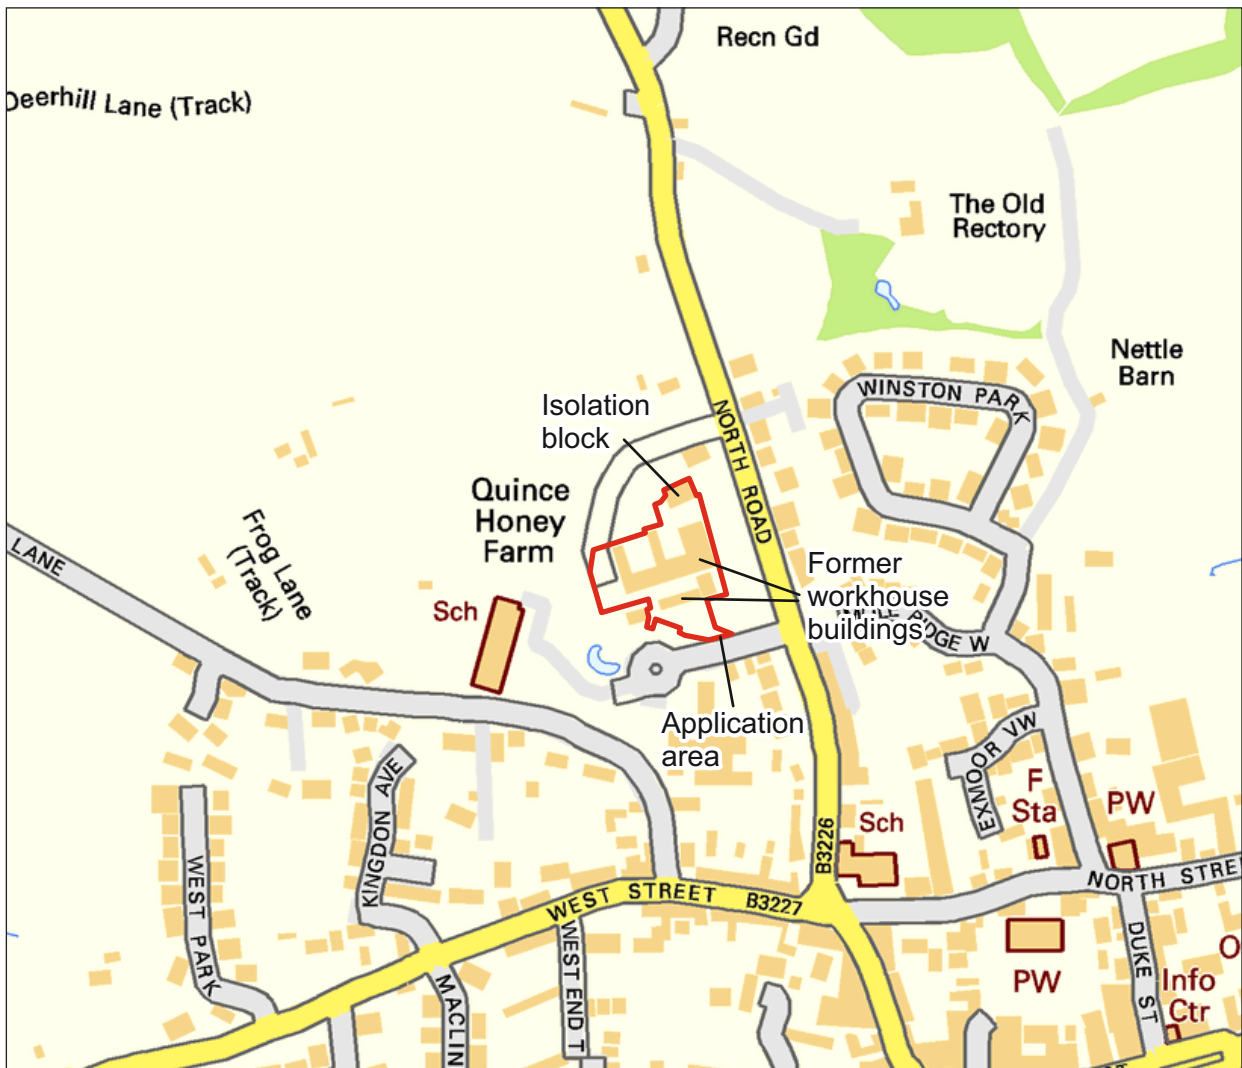 Recn Gd
Deerhill Lane (Track)
The Old
Rectory
Nettle
Barn
WINSTON PARK
Isolation
block
NORTH ROAD
Quince
Honey
Farm
Frog Lane
(Track)
LANE
Sch
Former
workhouse
buildings
RIDGE W
Application
area
EXMOOR VW
F
Sta
PW
Sch
B3226
KINGDON AVE
WEST PARK
WEST STREET B3227
NORTH STREE
WEST END T
MACLIN
DUKE ST
PW
Info
Ctr
O